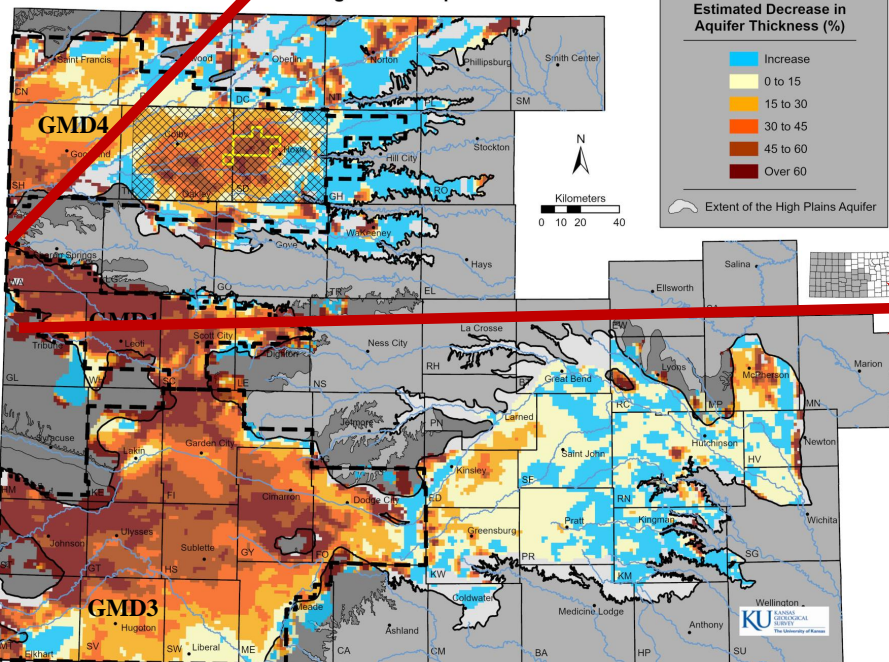 Estimated Decrease in
Aquifer Thickness (%)
Increase
0 to 15
15 to 30
30 to 45
45 to 60
Over 60
Extent of the High Plains Aquifer
N
Kilometers
0 10 20 40
Saint Francis
Oberlin
Norton
Phillipsburg
Smith Center
CN
DC
NT
PL
SM
GMD4
Colby
Hoxie
Hill City
Stockton
Oakley
SH
TH
SD
GH
RO
Gove
WaKeeney
Hays
GO
TR
EL
Salina
Ellsworth
Tribune
Leoti
Scott City
Dighton
Ness City
La Crosse
Great Bend
Lyons
McPherson
Marion
GL
SC
LE
NS
RH
BT
RC
MP
MN
Syracuse
Lakin
Garden City
Jetmore
PN
Larned
Saint John
Hutchinson
Newton
HV
HM
KE
FI
Cimarron
Dodge City
Kinsley
ED
SF
RN
Wichita
Johnson
Ulysses
Sublette
GY
FO
Greensburg
Pratt
Kingman
SG
GT
HS
KW
PR
KM
GMD3
Hugoton
Meade
Coldwater
Medicine Lodge
Wellington
Ashland
Anthony
Elkhart
Liberal
MT
SV
SW
ME
CA
CM
BA
HP
SU
KU
KANSAS
GEOLOGICAL
SURVEY
The University of Kansas